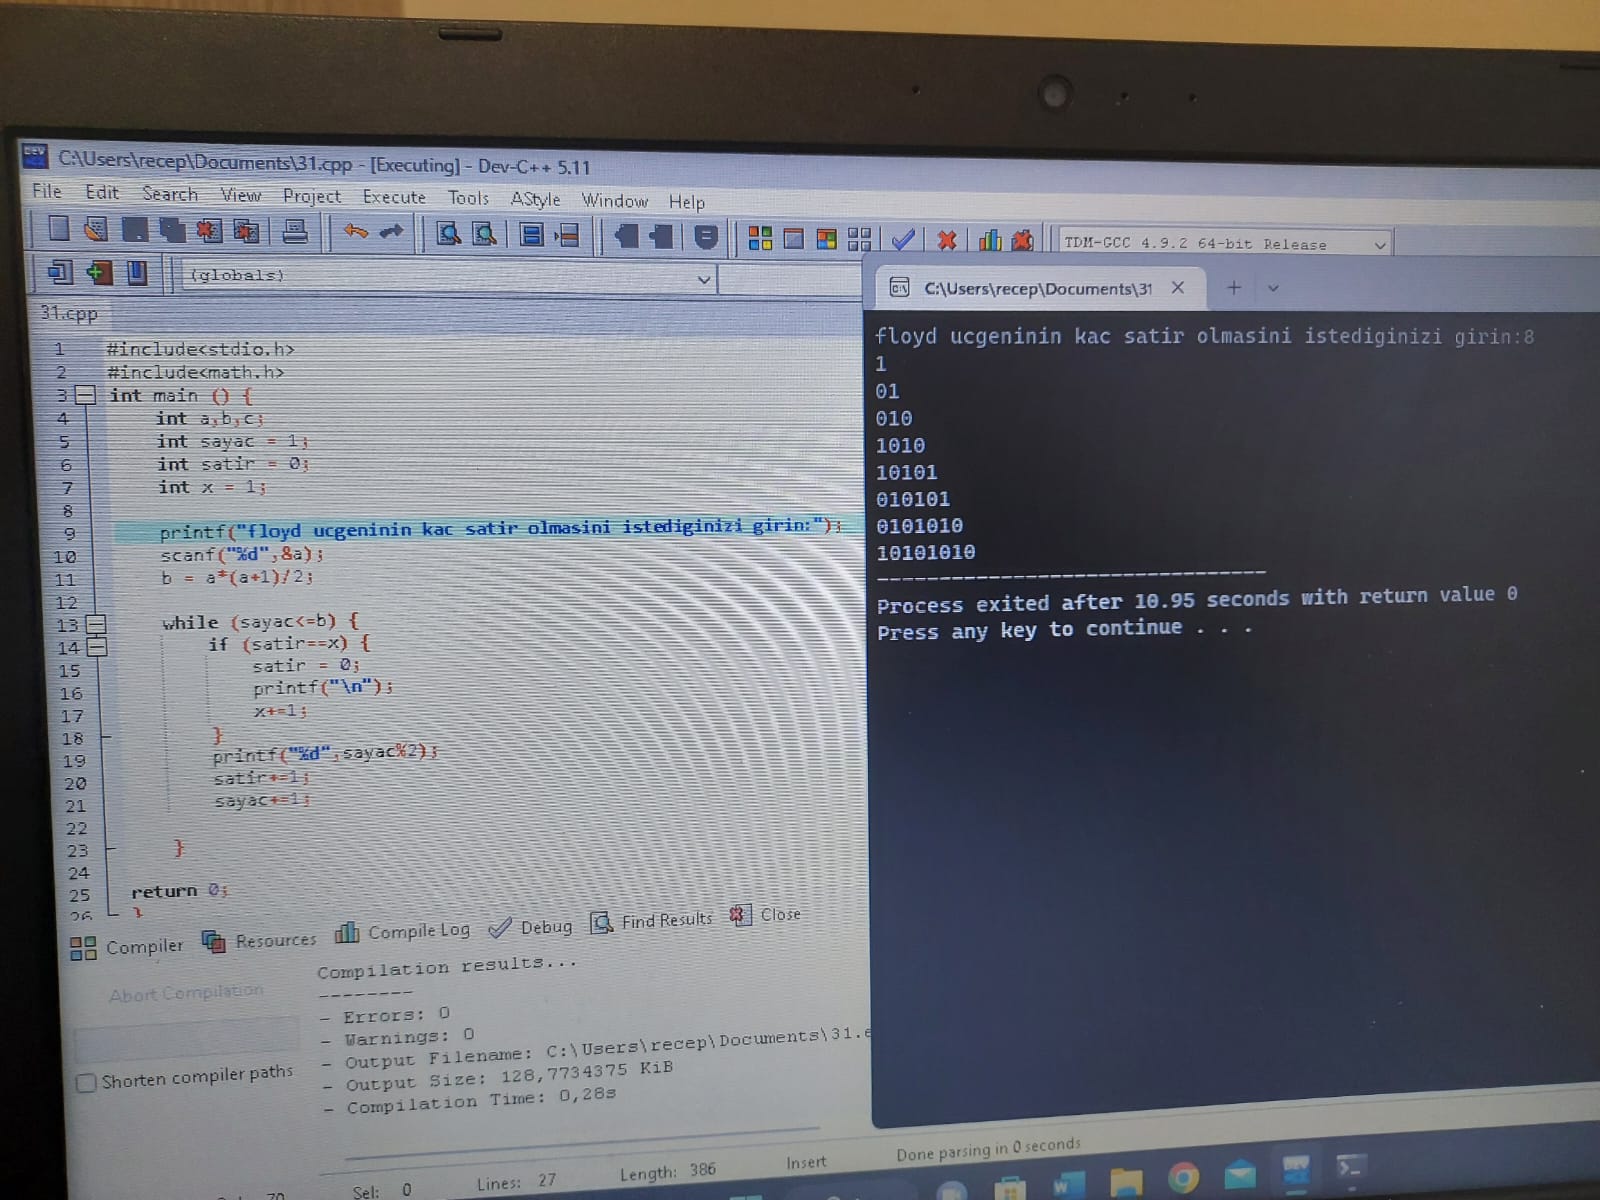 C:\Users\recep\Documents\31.cpp - [Executing] - Dev-C++ 5.11
File Edit Search View Project Execute Tools AStyle Window Help
TDM-GCC 4.9.2 64-bit Release
(globals)
31.cpp
1 #include<stdio.h>
2 #include<math.h>
3 int main () {
4 int a,b,c;
5 int sayac = 1;
6 int satir = 0;
7 int x = 1;
8
9 printf("floyd ucgeninin kac satir olmasini istediginizi girin:");
10 scanf("%d",&a);
11 b = a*(a+1)/2;
12
13 while (sayac<=b) {
14 if (satir==x) {
15 satir = 0;
16 printf("\n");
17 x+=1;
18 }
19 printf("%d",sayac%2);
20 satir+=1;
21 sayac+=1;
22
23 }
24
25 return 0;
26 }
C:\Users\recep\Documents\31
floyd ucgeninin kac satir olmasini istediginizi girin:8
1
01
010
1010
10101
010101
0101010
10101010
--------------------------------
Process exited after 10.95 seconds with return value 0
Press any key to continue . . .
Compiler Resources Compile Log Debug Find Results Close
Abort Compilation
Shorten compiler paths
Compilation results...
--------
- Errors: 0
- Warnings: 0
- Output Filename: C:\Users\recep\Documents\31.e
- Output Size: 128,7734375 KiB
- Compilation Time: 0,28s
Sel: 0 Lines: 27 Length: 386 Insert Done parsing in 0 seconds